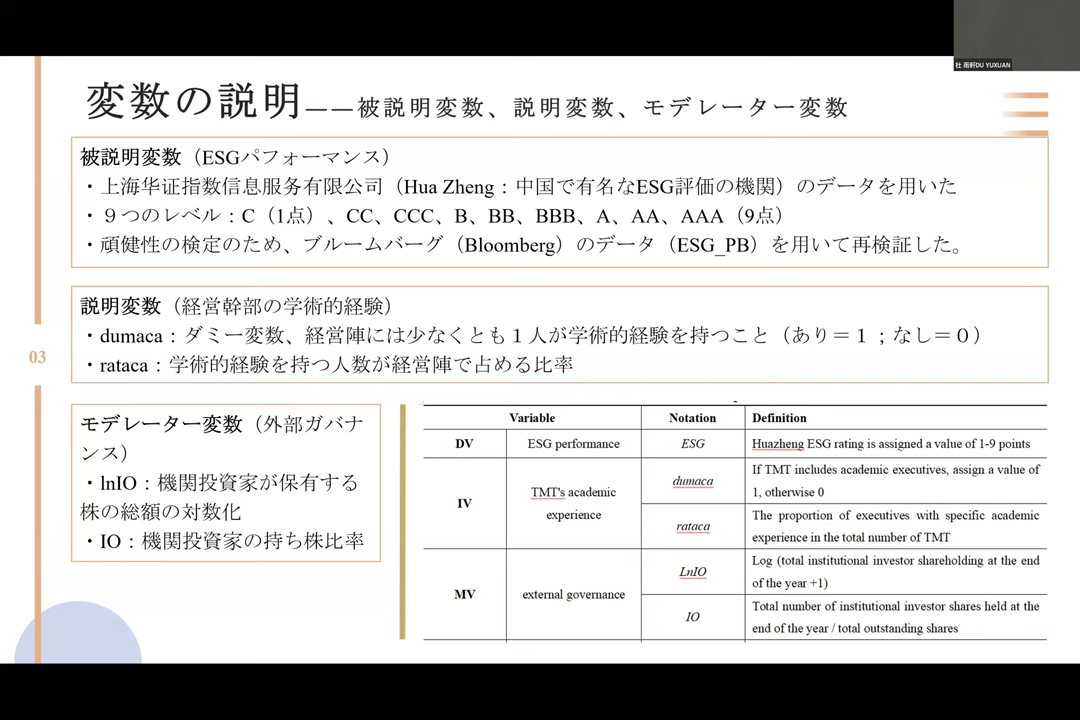 杜 雨軒DU YUXUAN
変数の説明——被説明変数、説明変数、モデレーター変数
被説明変数（ESGパフォーマンス）
・上海华证指数信息服务有限公司（Hua Zheng：中国で有名なESG評価の機関）のデータを用いた
・９つのレベル：C（1点）、CC、CCC、B、BB、BBB、A、AA、AAA（9点）
・頑健性の検定のため、ブルームバーグ（Bloomberg）のデータ（ESG_PB）を用いて再検証した。
説明変数（経営幹部の学術的経験）
・dumaca：ダミー変数、経営陣には少なくとも１人が学術的経験を持つこと（あり＝１；なし＝０）
・rataca：学術的経験を持つ人数が経営陣で占める比率
03
モデレーター変数（外部ガバナ
ンス）
・lnIO：機関投資家が保有する
株の総額の対数化
・IO：機関投資家の持ち株比率
Variable Notation Definition
DV ESG performance ESG Huazheng ESG rating is assigned a value of 1-9 points
IV TMT's academic
experience
dumaca If TMT includes academic executives, assign a value of
1, otherwise 0
rataca The proportion of executives with specific academic
experience in the total number of TMT
MV external governance
LnIO Log (total institutional investor shareholding at the end
of the year +1)
IO Total number of institutional investor shares held at the
end of the year / total outstanding shares